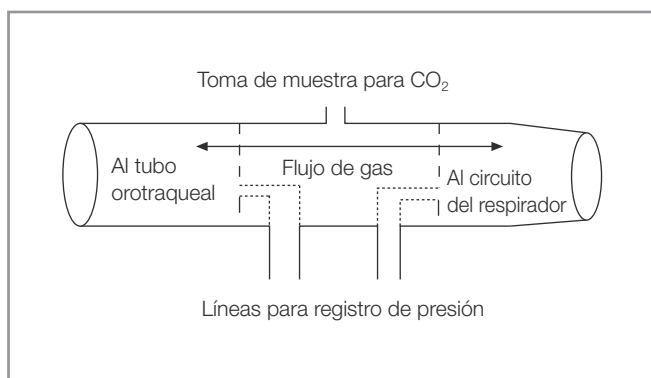 Toma de muestra para CO₂
Flujo de gas
Al tubo
orotraqueal
Al circuito
del respirador
Líneas para registro de presión